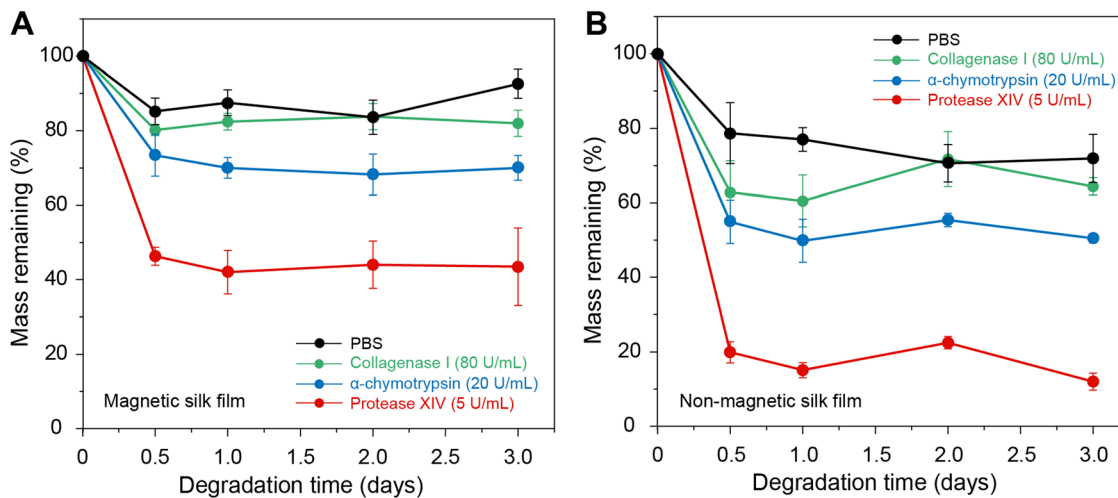 A
Mass remaining (%)
100
80
60
40
20
0
PBS
Collagenase I (80 U/mL)
α-chymotrypsin (20 U/mL)
Protease XIV (5 U/mL)
Magnetic silk film
0 0.5 1.0 1.5 2.0 2.5 3.0
Degradation time (days)
B
Mass remaining (%)
100
80
60
40
20
0
PBS
Collagenase I (80 U/mL)
α-chymotrypsin (20 U/mL)
Protease XIV (5 U/mL)
Non-magnetic silk film
0 0.5 1.0 1.5 2.0 2.5 3.0
Degradation time (days)